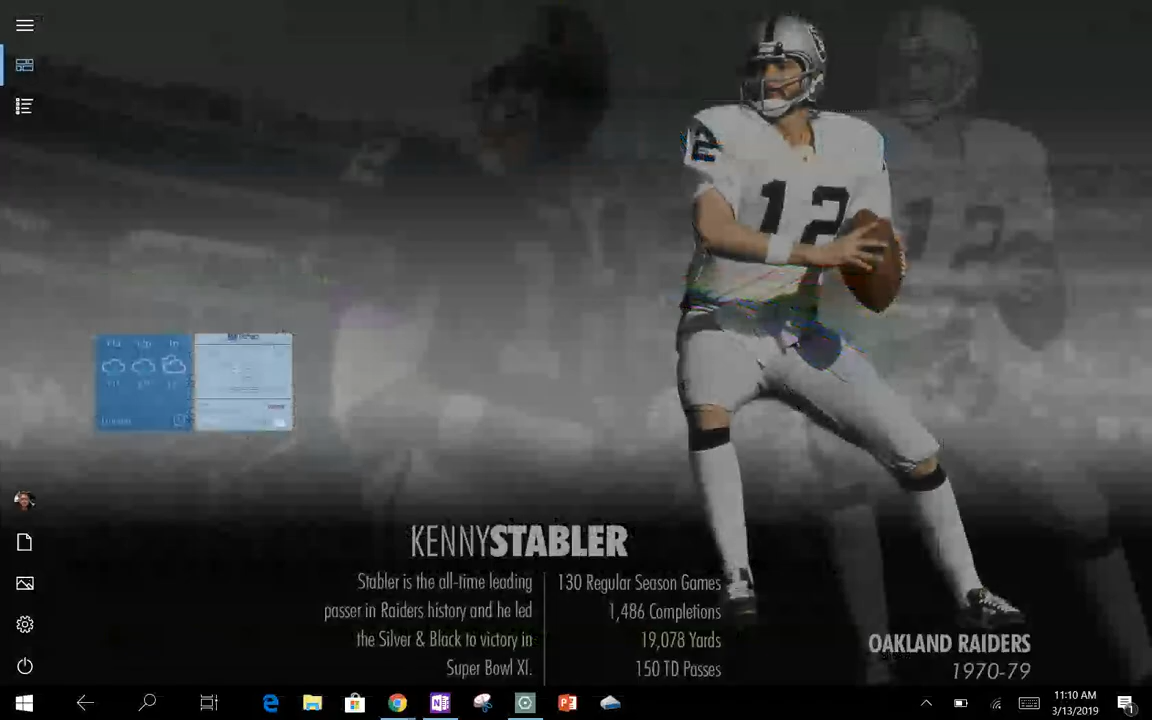 12
12
KENNYSTABLER
Stabler is the all-time leading
passer in Raiders history and he led
the Silver & Black to victory in
Super Bowl XI.
130 Regular Season Games
1,486 Completions
19,078 Yards
150 TD Passes
OAKLAND RAIDERS
1970-79
11:10 AM
3/13/2019